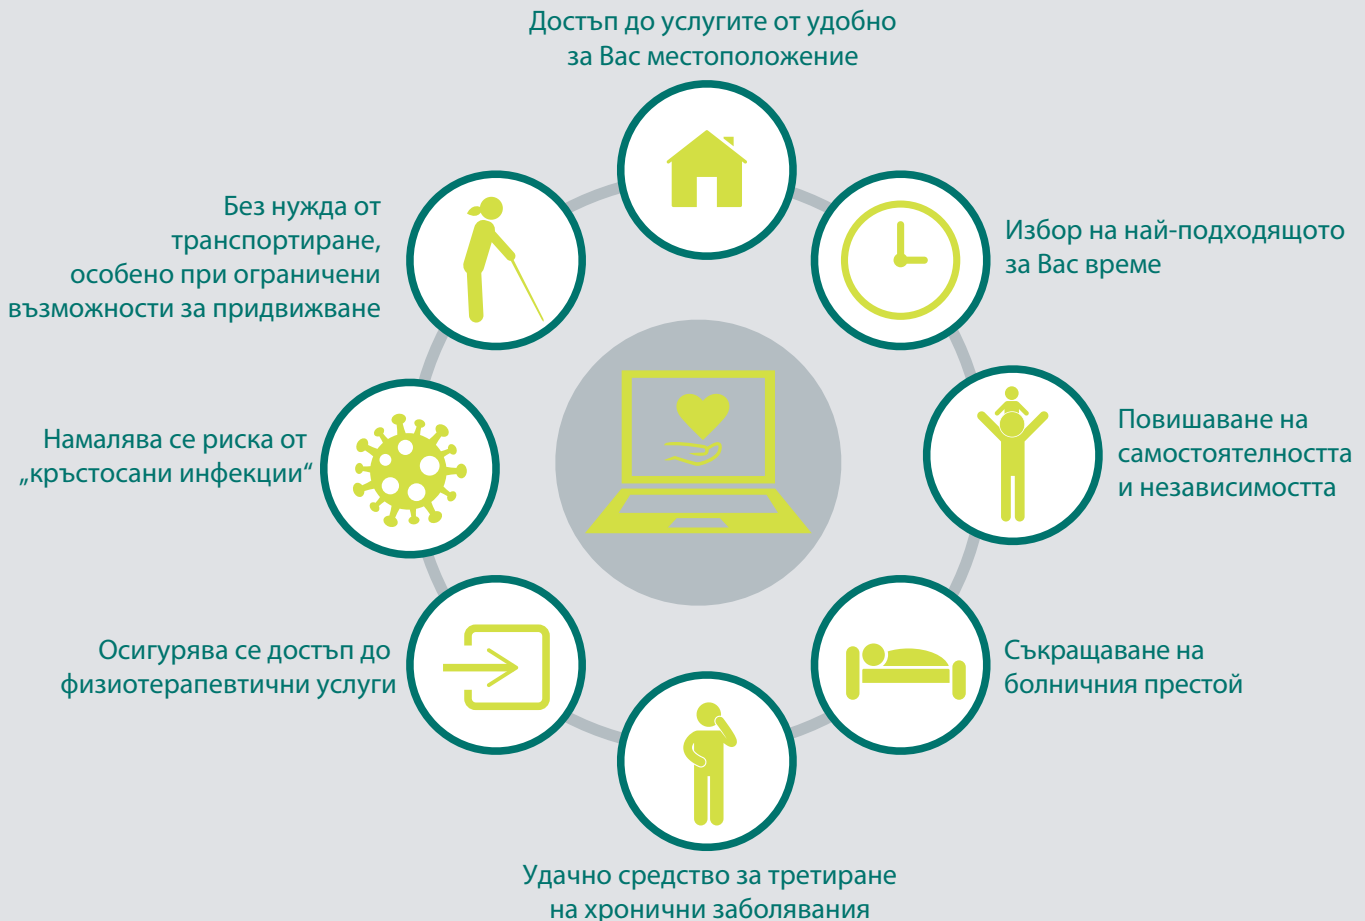 Достъп до услугите от удобно
за Вас местоположение
Избор на най-подходящото
за Вас време
Повишаване на
самостоятелността
и независимостта
Съкращаване на
болничния престой
Удачно средство за третиране
на хронични заболявания
Осигурява се достъп до
физиотерапевтични услуги
Намалява се риска от
„кръстосани инфекции“
Без нужда от
транспортиране,
особено при ограничени
възможности за придвижване